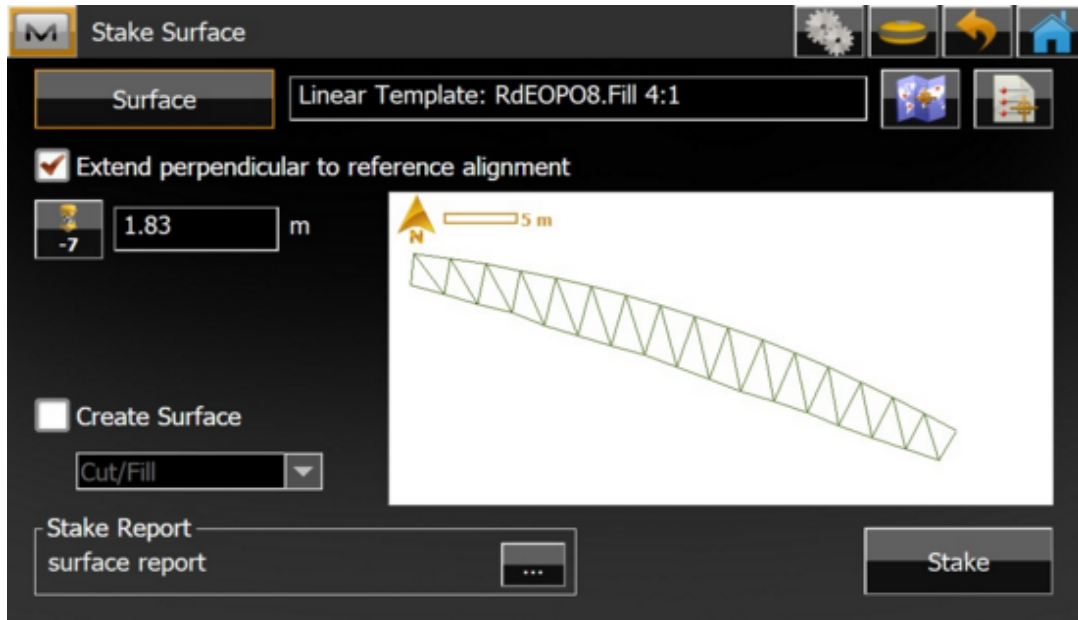 Stake Surface
Surface
Linear Template: RdEOPO8.Fill 4:1
Extend perpendicular to reference alignment
-7
1.83
m
N
5 m
Create Surface
Cut/Fill
Stake Report
surface report
...
Stake